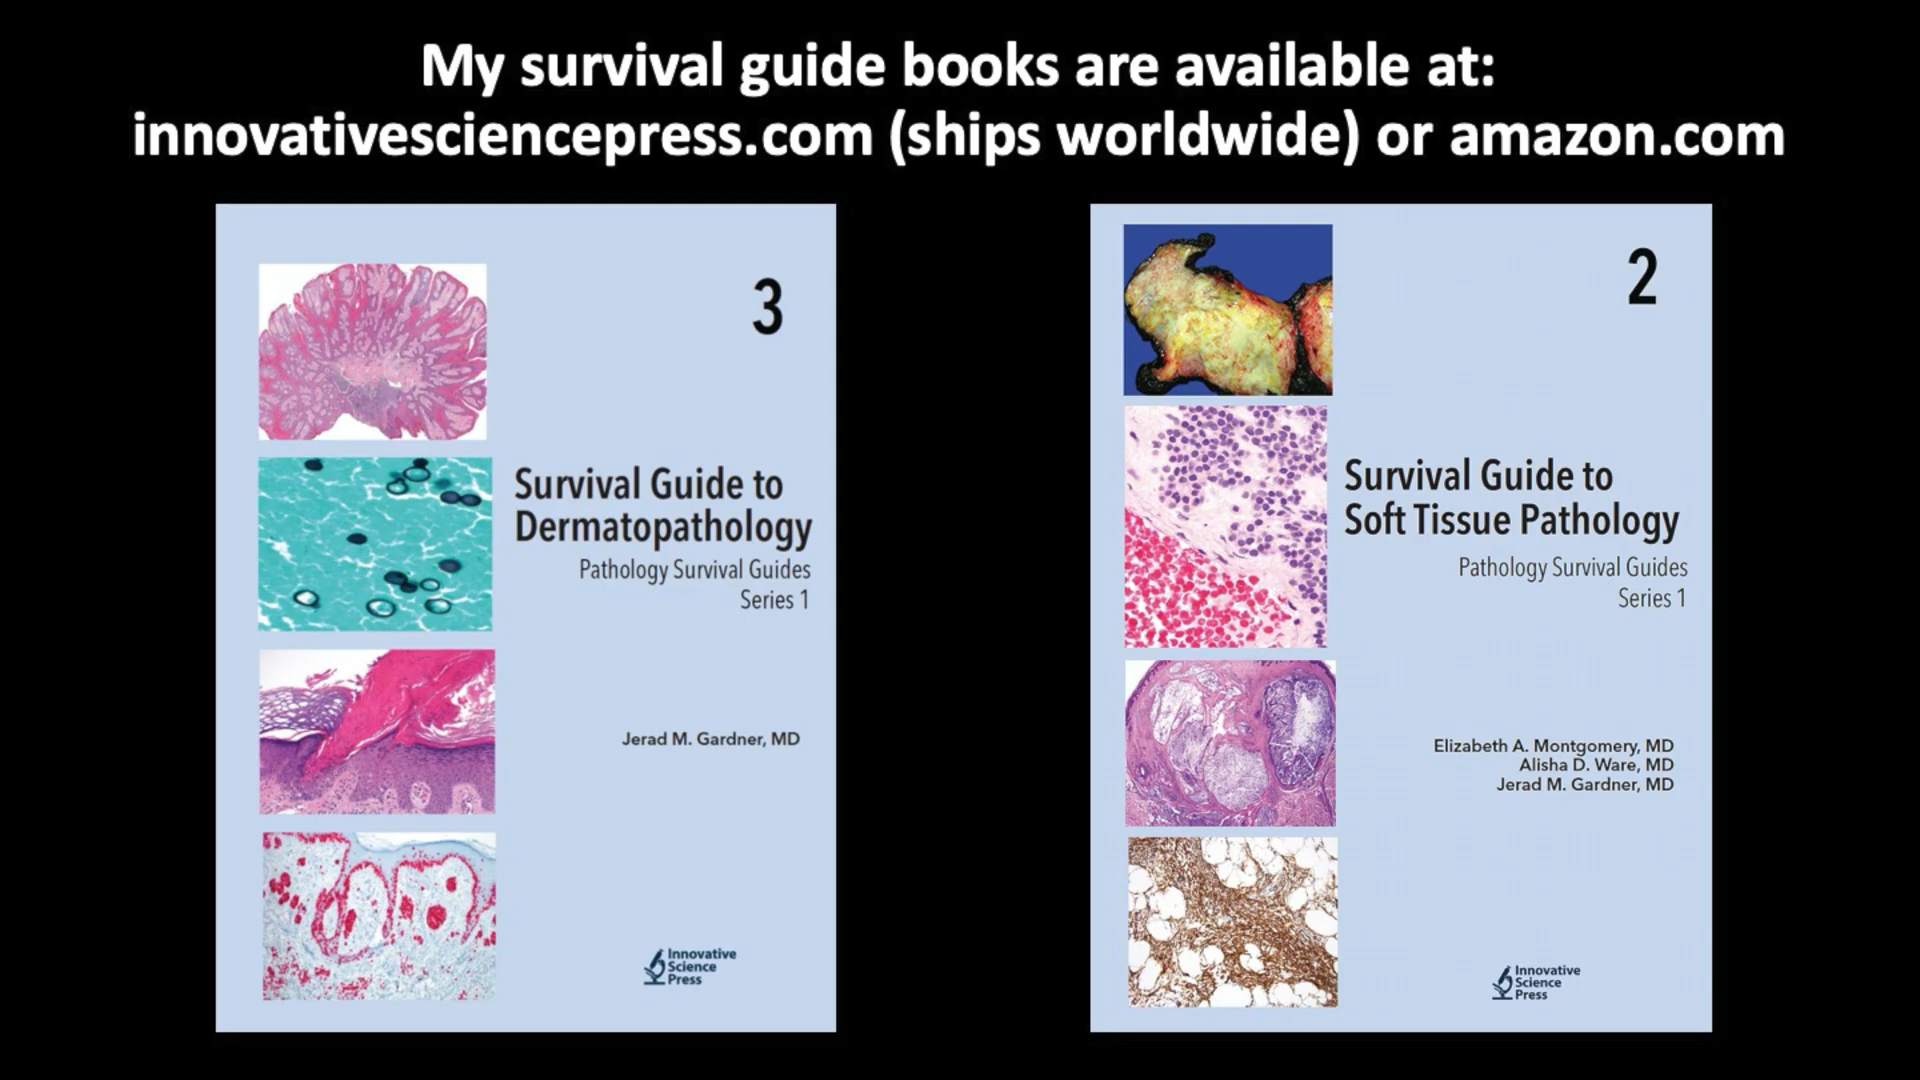 My survival guide books are available at:
innovativesciencepress.com (ships worldwide) or amazon.com
3
Survival Guide to
Dermatopathology
Pathology Survival Guides
Series 1
Jerad M. Gardner, MD
Innovative
Science
Press
2
Survival Guide to
Soft Tissue Pathology
Pathology Survival Guides
Series 1
Elizabeth A. Montgomery, MD
Alisha D. Ware, MD
Jerad M. Gardner, MD
Innovative
Science
Press